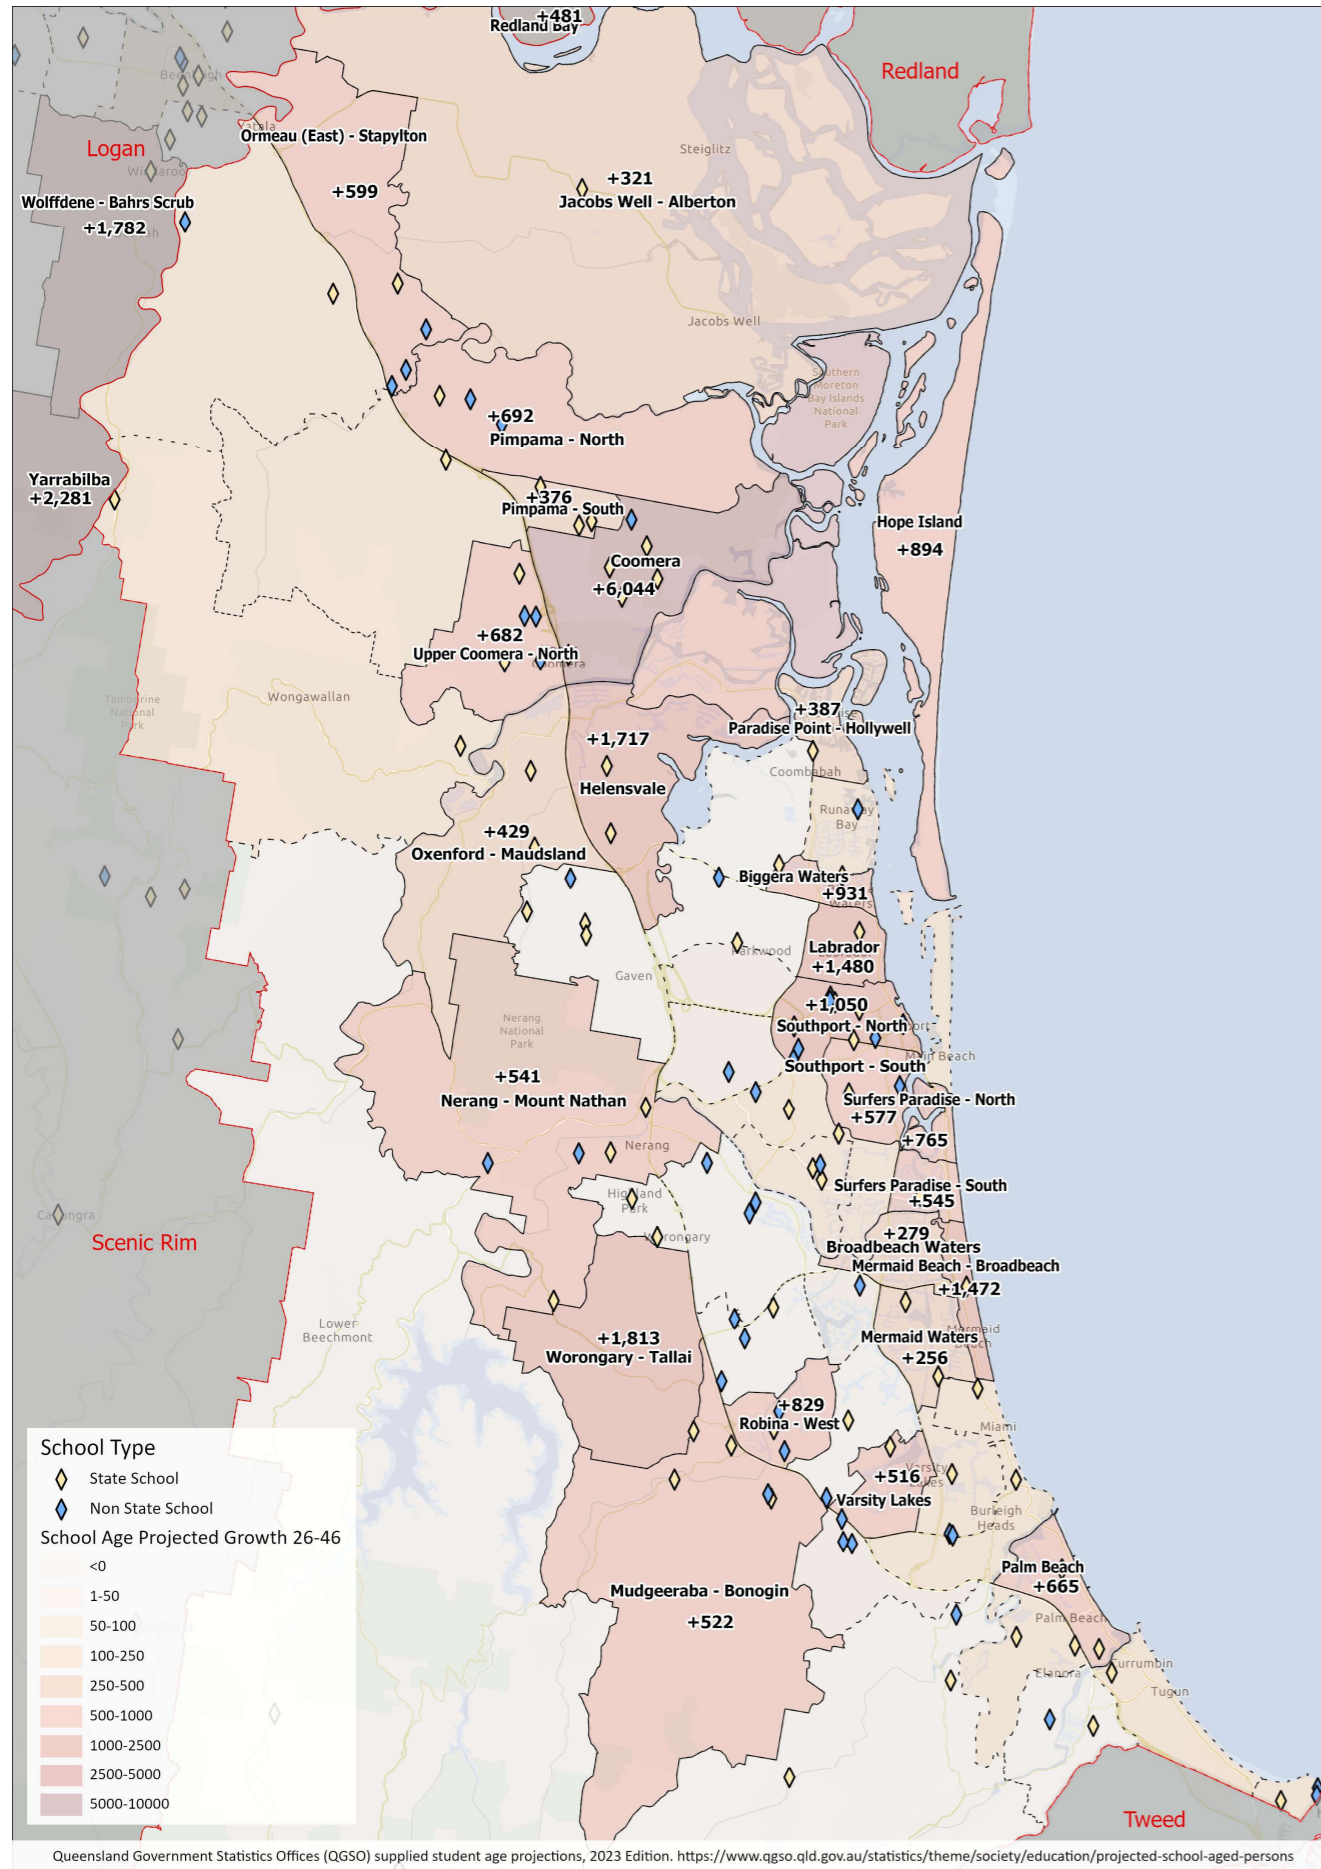 +481
Redland Bay
Redland
Beenleigh
Yatala
Ormeau (East) - Stapylton
Logan
Steiglitz
+599
+321
Jacobs Well - Alberton
Wolffdene - Bahrs Scrub
+1,782
Jacobs Well
Southern
Moreton
Bay Islands
National
Park
+692
Pimpama - North
Yarrabilba
+2,281
+376
Pimpama - South
Hope Island
+894
Coomera
+6,044
+682
Upper Coomera - North
Coomera
Wongawallan
Tamborine
National
Park
+387
Paradise Point - Hollywell
+1,717
Helensvale
Coombabah
Runaway
Bay
+429
Oxenford - Maudsland
Biggera Waters
+931
Waters
Labrador
+1,480
Parkwood
Gaven
+1,050
Southport - North
Nerang
National
Park
Main Beach
Southport - South
+541
Nerang - Mount Nathan
Surfers Paradise - North
+577
+765
Nerang
Surfers Paradise - South
+545
Highland
Park
Worongary
Canungra
Scenic Rim
+279
Broadbeach Waters
Mermaid Beach - Broadbeach
+1,472
Lower
Beechmont
+1,813
Worongary - Tallai
Mermaid Waters
+256
Mermaid
Beach
+829
Robina - West
Miami
+516
Varsity
Lakes
Varsity Lakes
Burleigh
Heads
School Type
State School
Non State School
School Age Projected Growth 26-46
<0
1-50
50-100
100-250
250-500
500-1000
1000-2500
2500-5000
5000-10000
Mudgeeraba - Bonogin
+522
Palm Beach
+665
Palm Beach
Elanora
Currumbin
Tugun
Tweed
Queensland Government Statistics Offices (QGSO) supplied student age projections, 2023 Edition. https://www.qgso.qld.gov.au/statistics/theme/society/education/projected-school-aged-persons